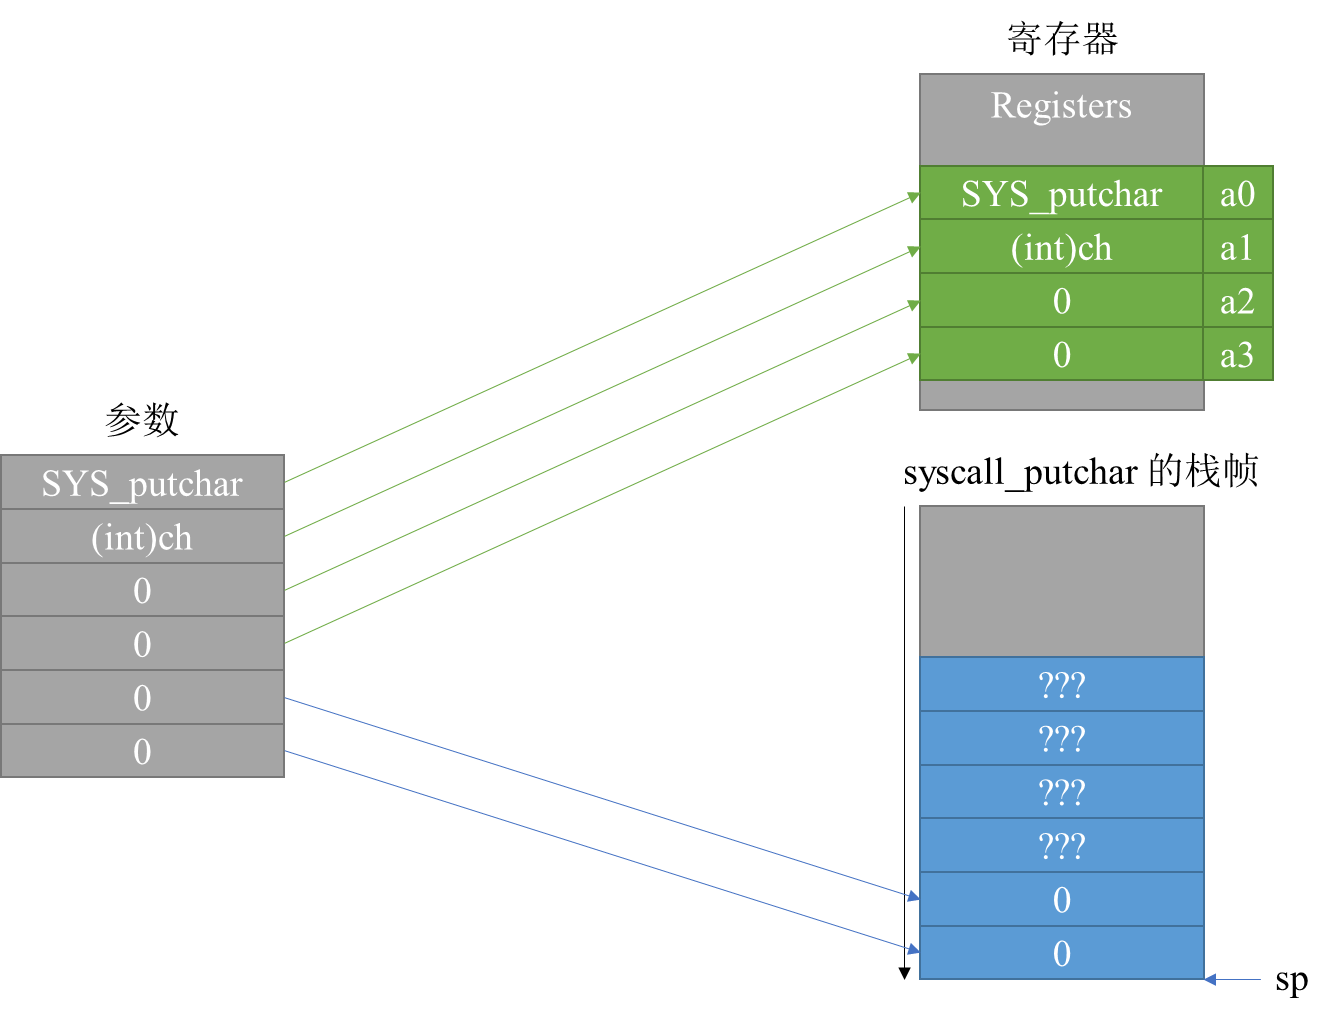 寄存器
Registers
SYS_putchar a0
(int)ch a1
0 a2
0 a3
参数
SYS_putchar
(int)ch
0
0
0
0
syscall_putchar 的栈帧
???
???
???
???
0
0
sp